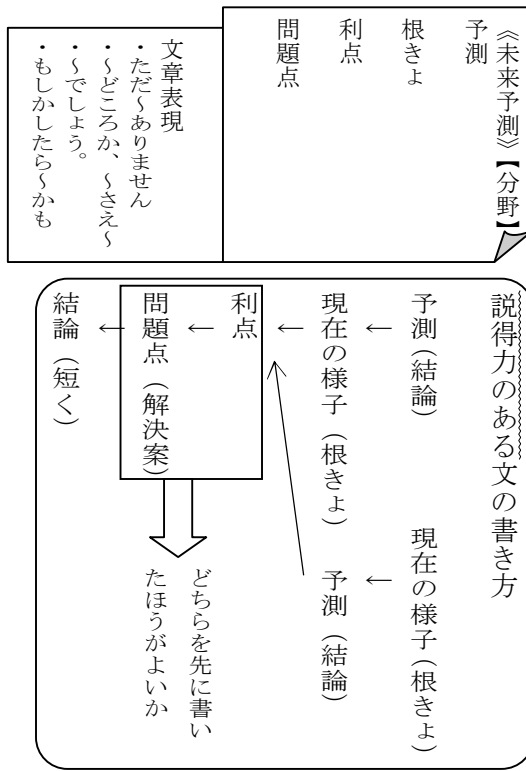 《未来予測》【分野】
予測
根きょ
利点
問題点
文章表現
・ただ~ありません
・~どころか、~さえ~
・~でしょう。
・もしかしたら~かも
説得力のある文の書き方
予測(結論)
↓
現在の様子(根きょ)
↓
利点
↓
問題点(解決案)
↓
結論(短く)
現在の様子(根きょ)
↓
予測(結論)
どちらを先に書い
たほうがよいか